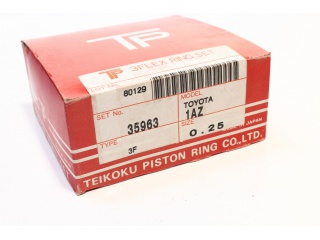 TP
TP 3FLEX RING SET
60129
SET No. 35963
MODEL TOYOTA 1AZ
TYPE 3F
SIZE 0.25
TEIKOKU PISTON RING CO., LTD.
JAPAN